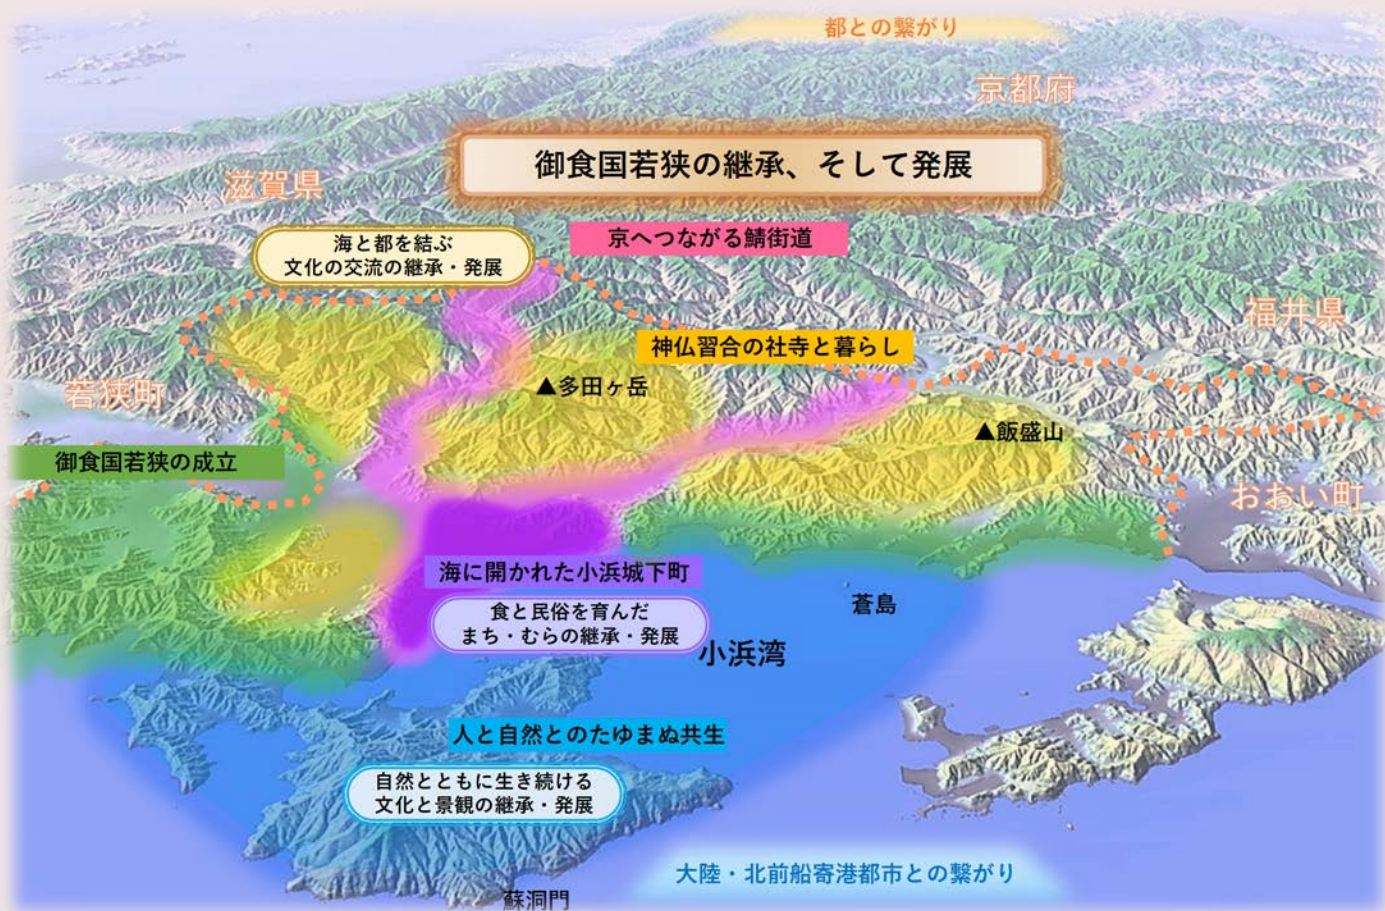 都との繋がり
京都府
御食国若狭の継承、そして発展
滋賀県
京へつながる鯖街道
海と都を結ぶ
文化の交流の継承・発展
福井県
神仏習合の社寺と暮らし
若狭町
▲多田ヶ岳
▲飯盛山
御食国若狭の成立
おおい町
海に開かれた小浜城下町
蒼島
食と民俗を育んだ
まち・むらの継承・発展
小浜湾
人と自然とのたゆまぬ共生
自然とともに生き続ける
文化と景観の継承・発展
大陸・北前船寄港都市との繋がり
蘇洞門